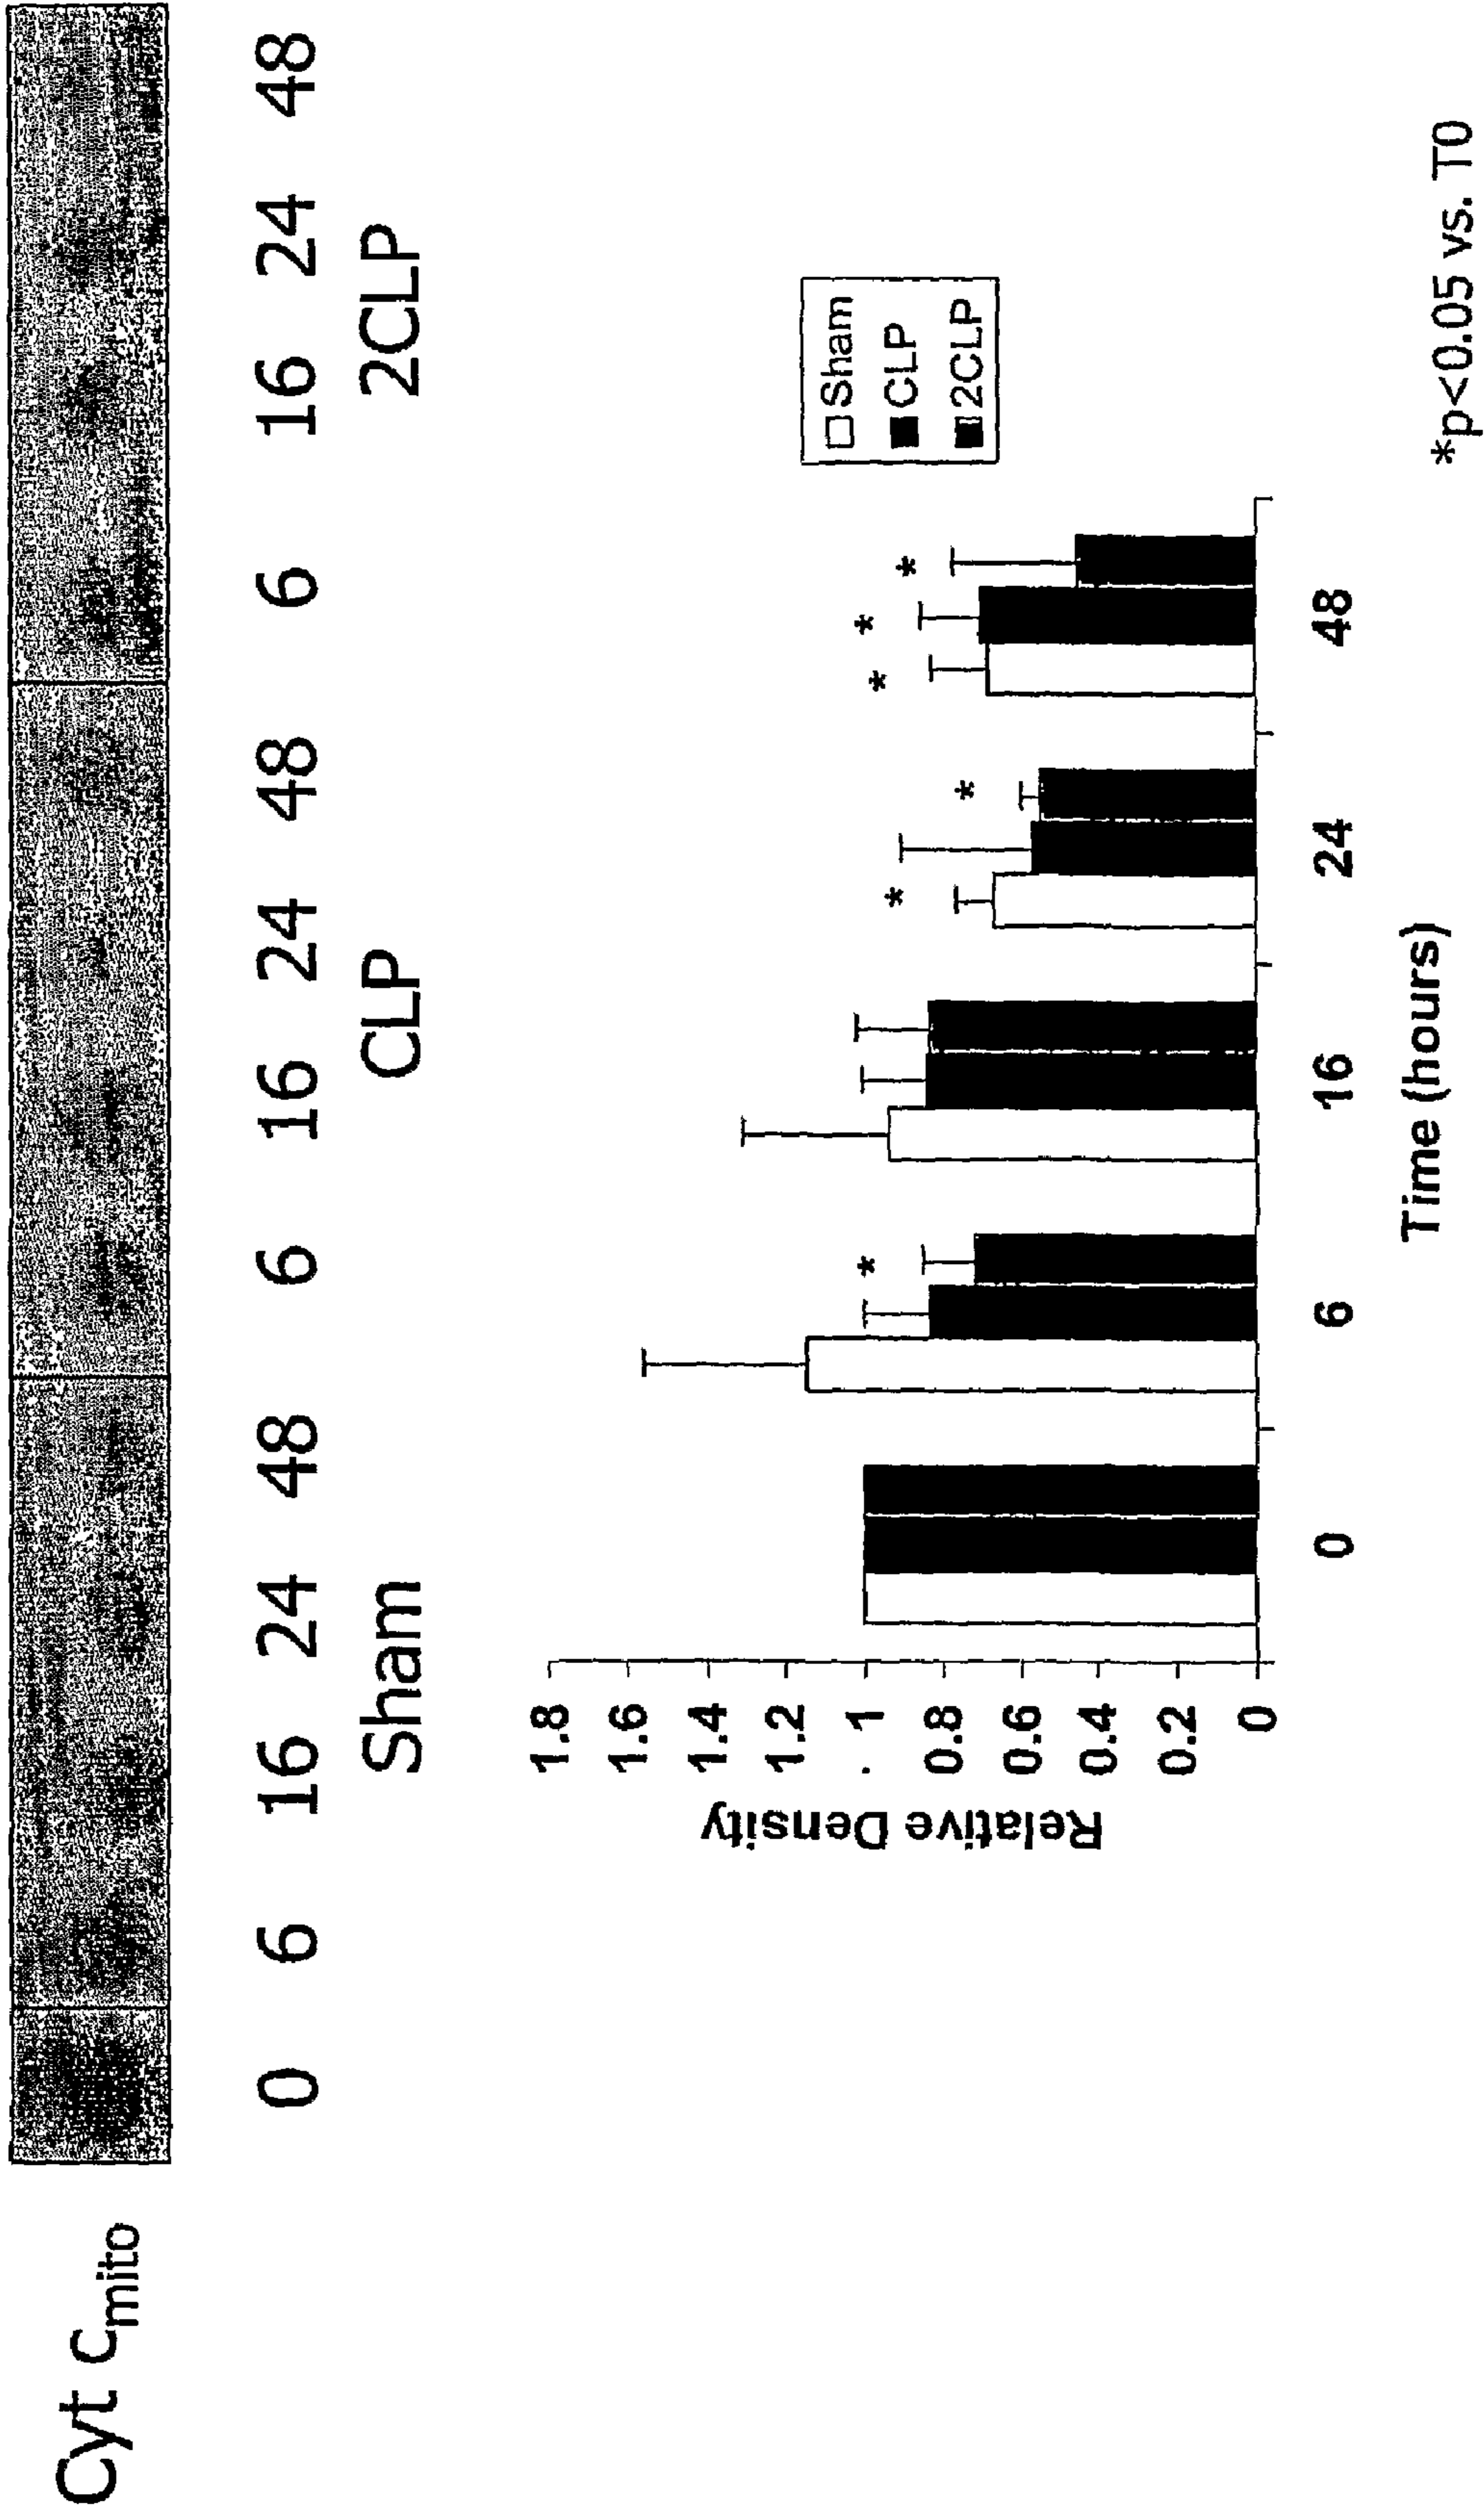 Cyt c mito
0 6 16 24 48 6 16 24 48 6 16 24 48
Sham CLP 2CLP
Relative Density
1.8
1.6
1.4
1.2
1
0.8
0.6
0.4
0.2
0
*
* *
* * *
Sham
CLP
2CLP
0 6 16 24 48
Time (hours)
*p<0.05 vs. T0